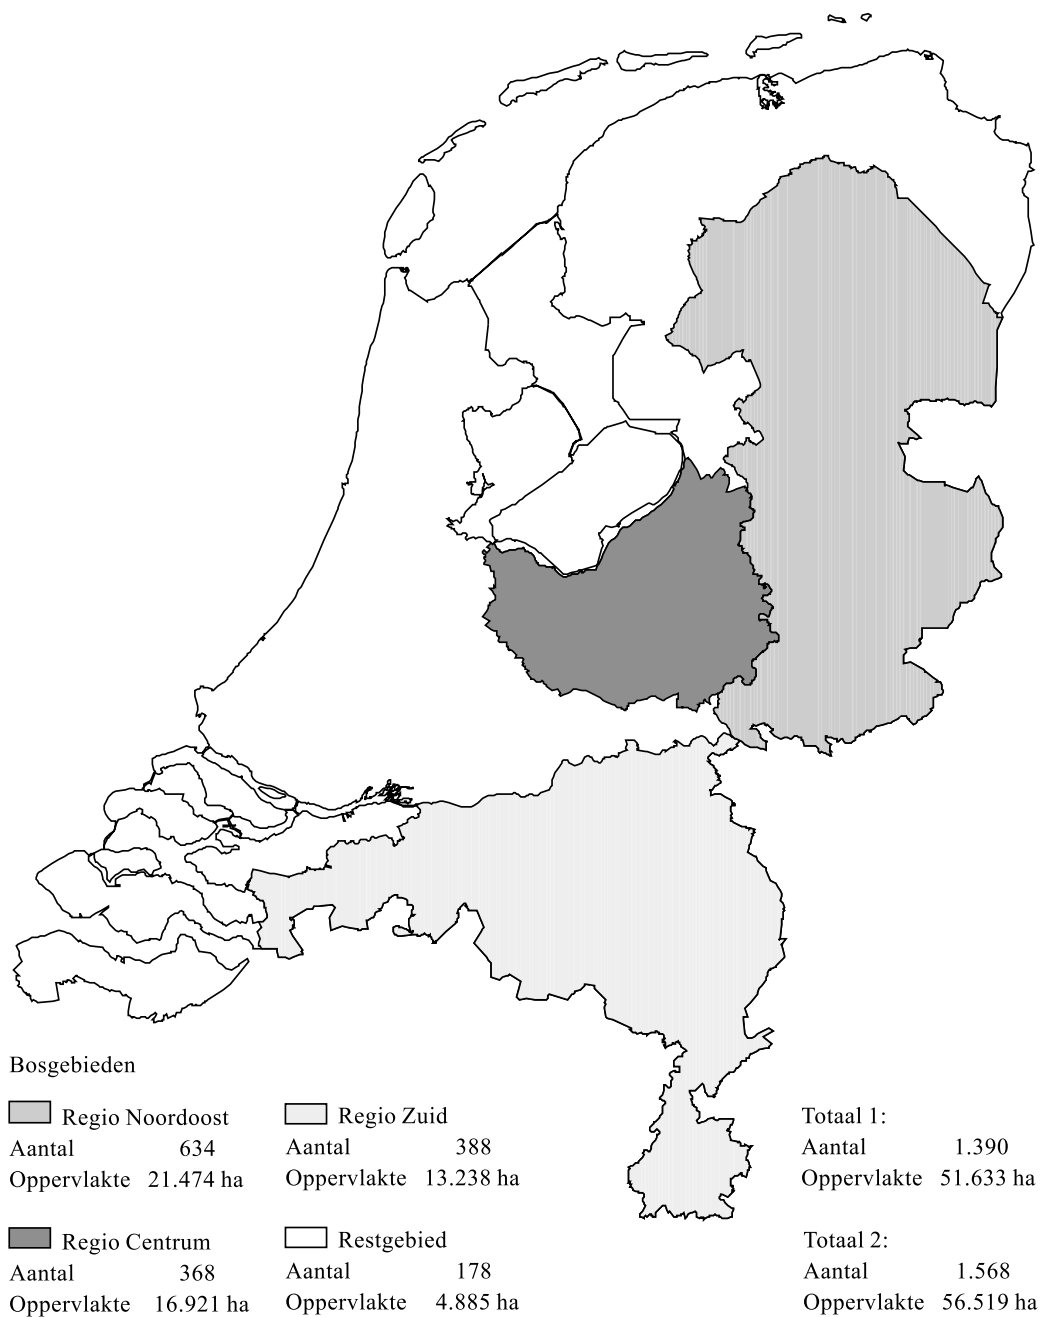 Bosgebieden
Regio Noordoost
Aantal 634
Oppervlakte 21.474 ha
Regio Zuid
Aantal 388
Oppervlakte 13.238 ha
Totaal 1:
Aantal 1.390
Oppervlakte 51.633 ha
Regio Centrum
Aantal 368
Oppervlakte 16.921 ha
Restgebied
Aantal 178
Oppervlakte 4.885 ha
Totaal 2:
Aantal 1.568
Oppervlakte 56.519 ha